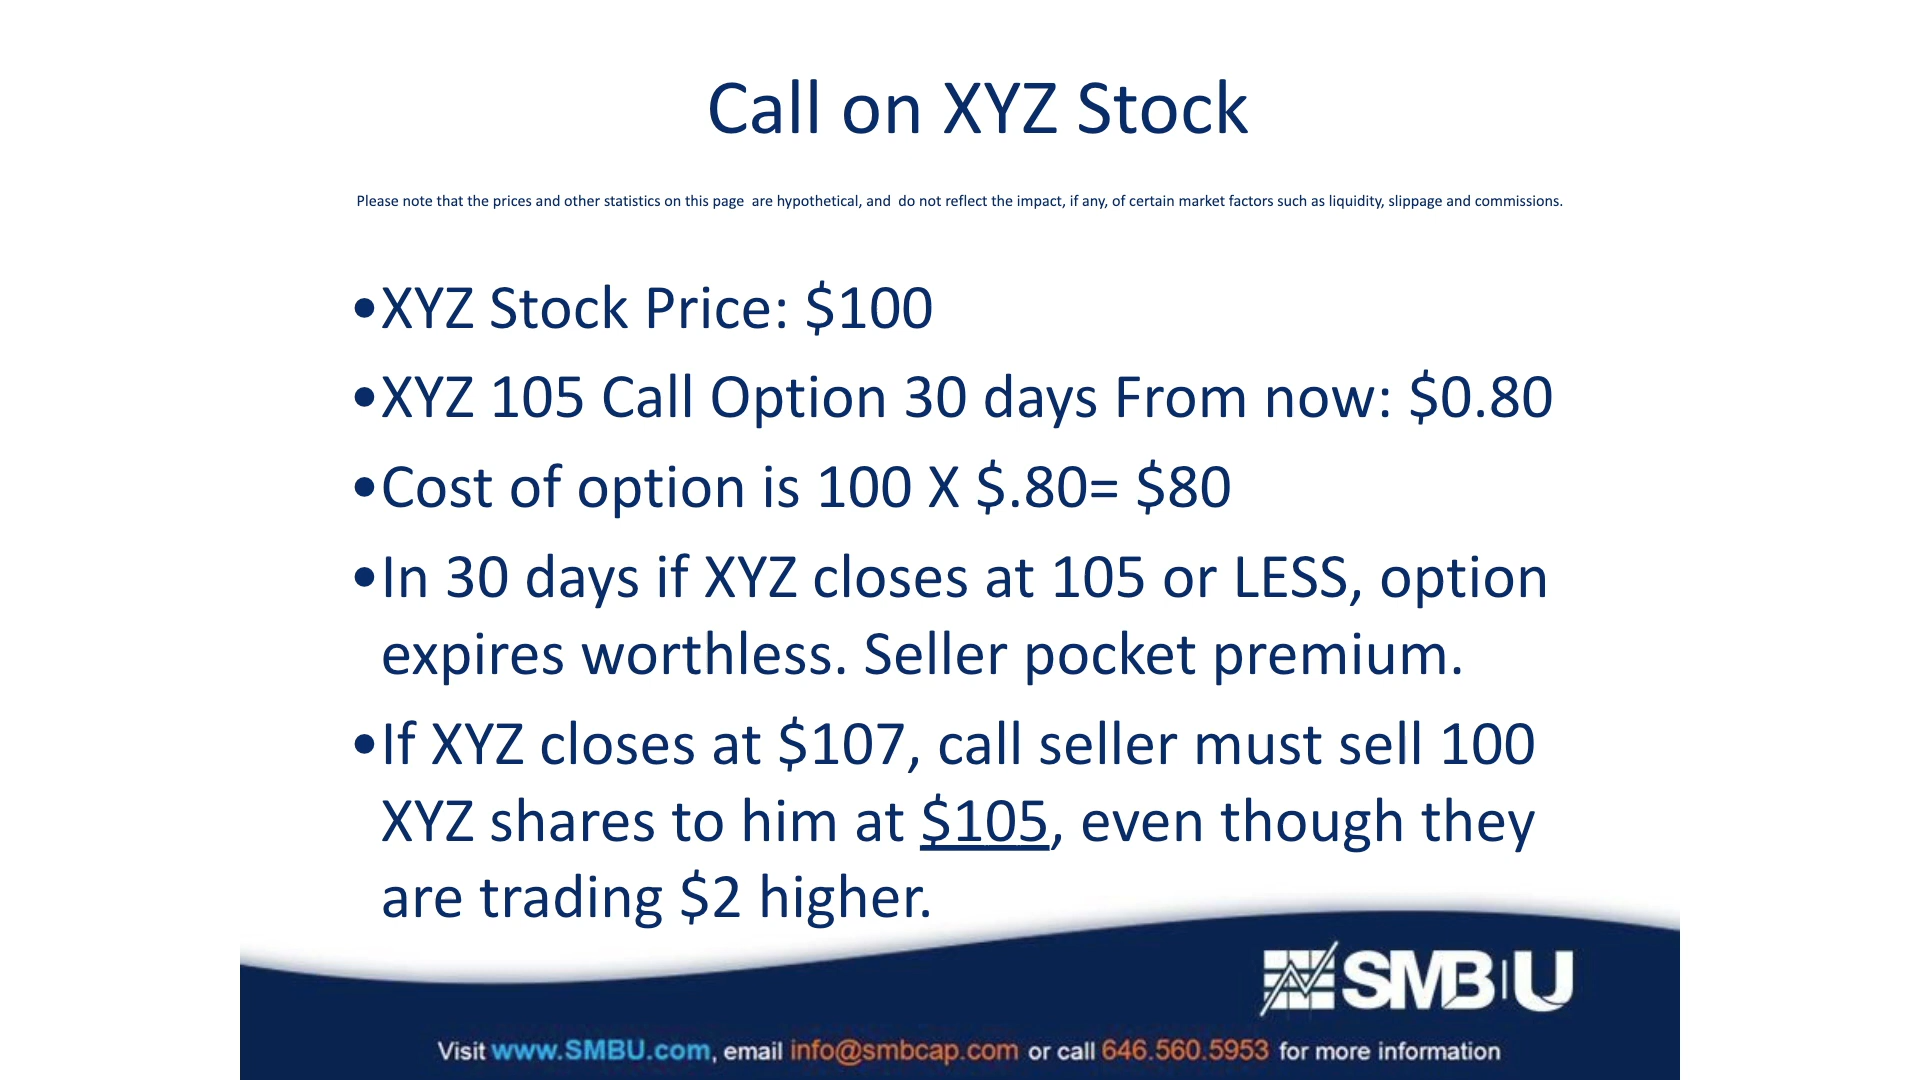 Call on XYZ Stock
Please note that the prices and other statistics on this page  are hypothetical, and  do not reflect the impact, if any, of certain market factors such as liquidity, slippage and commissions.
•XYZ Stock Price: $100
•XYZ 105 Call Option 30 days From now: $0.80
•Cost of option is 100 X $.80= $80
•In 30 days if XYZ closes at 105 or LESS, option
expires worthless. Seller pocket premium.
•If XYZ closes at $107, call seller must sell 100
XYZ shares to him at $105, even though they
are trading $2 higher.
SMB|U
Visit www.SMBU.com, email info@smbcap.com or call 646.560.5953 for more information